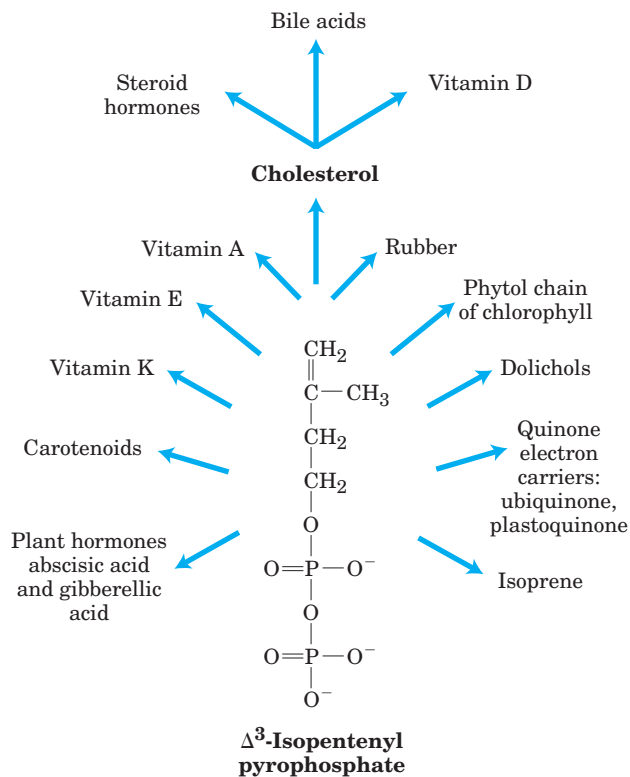 Bile acids
Steroid
hormones
Vitamin D
Cholesterol
Vitamin A
Rubber
Vitamin E
Phytol chain
of chlorophyll
Vitamin K
Dolichols
Carotenoids
Quinone
electron
carriers:
ubiquinone,
plastoquinone
Plant hormones
abscisic acid
and gibberellic
acid
Isoprene
CH₂
C—CH₃
CH₂
CH₂
O
O=P—O⁻
O
O=P—O⁻
O⁻
Δ³-Isopentenyl
pyrophosphate